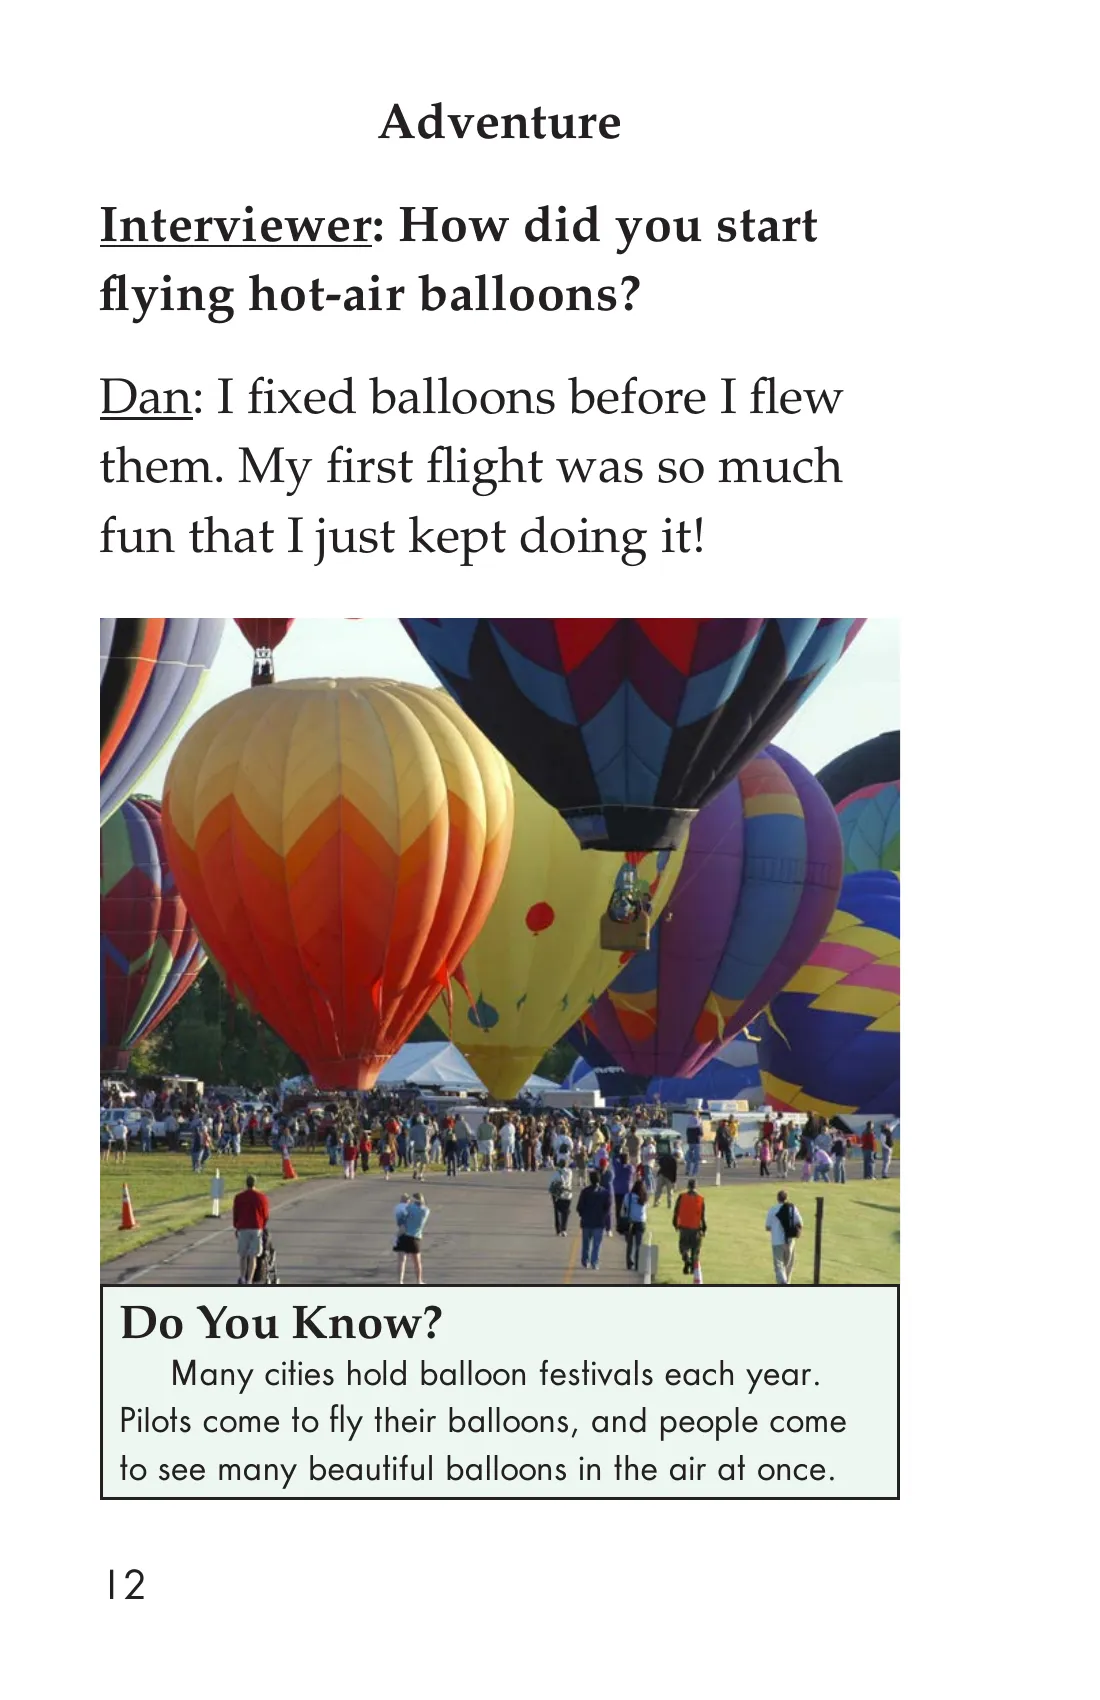 Adventure
Interviewer: How did you start
flying hot-air balloons?
Dan: I fixed balloons before I flew
them. My first flight was so much
fun that I just kept doing it!
Do You Know?
Many cities hold balloon festivals each year.
Pilots come to fly their balloons, and people come
to see many beautiful balloons in the air at once.
12